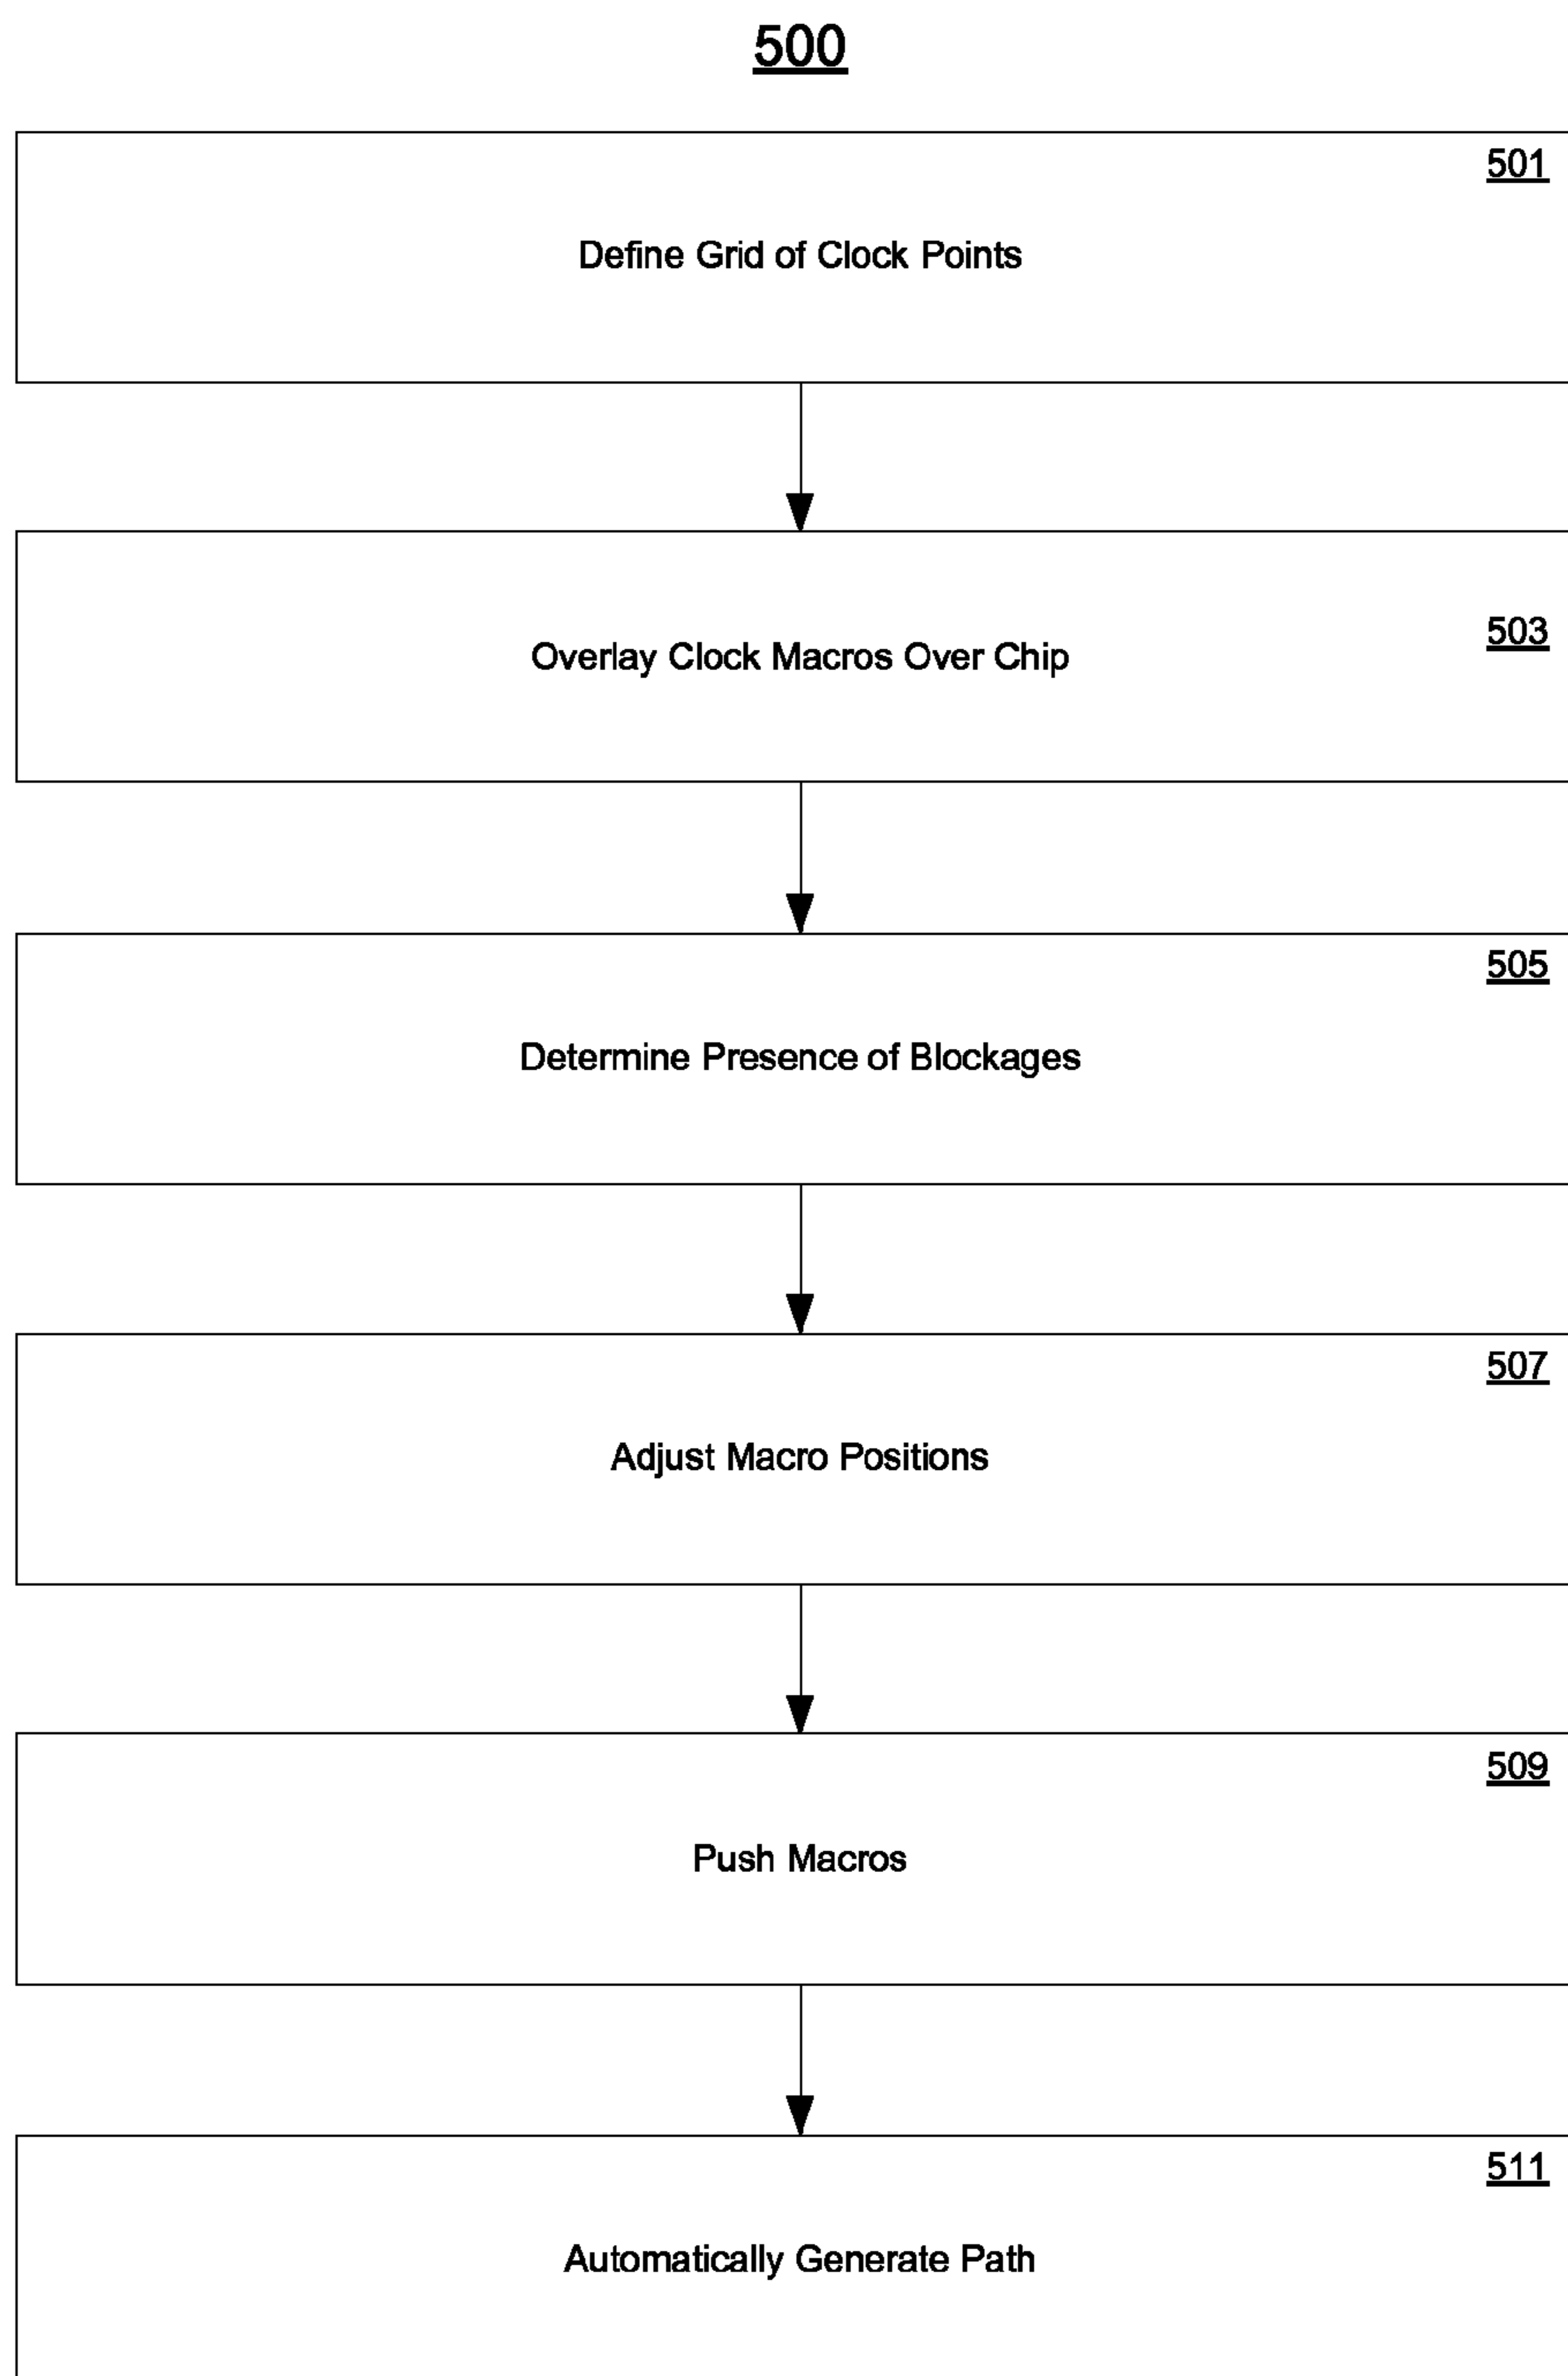 500
501
Define Grid of Clock Points
503
Overlay Clock Macros Over Chip
505
Determine Presence of Blockages
507
Adjust Macro Positions
509
Push Macros
511
Automatically Generate Path